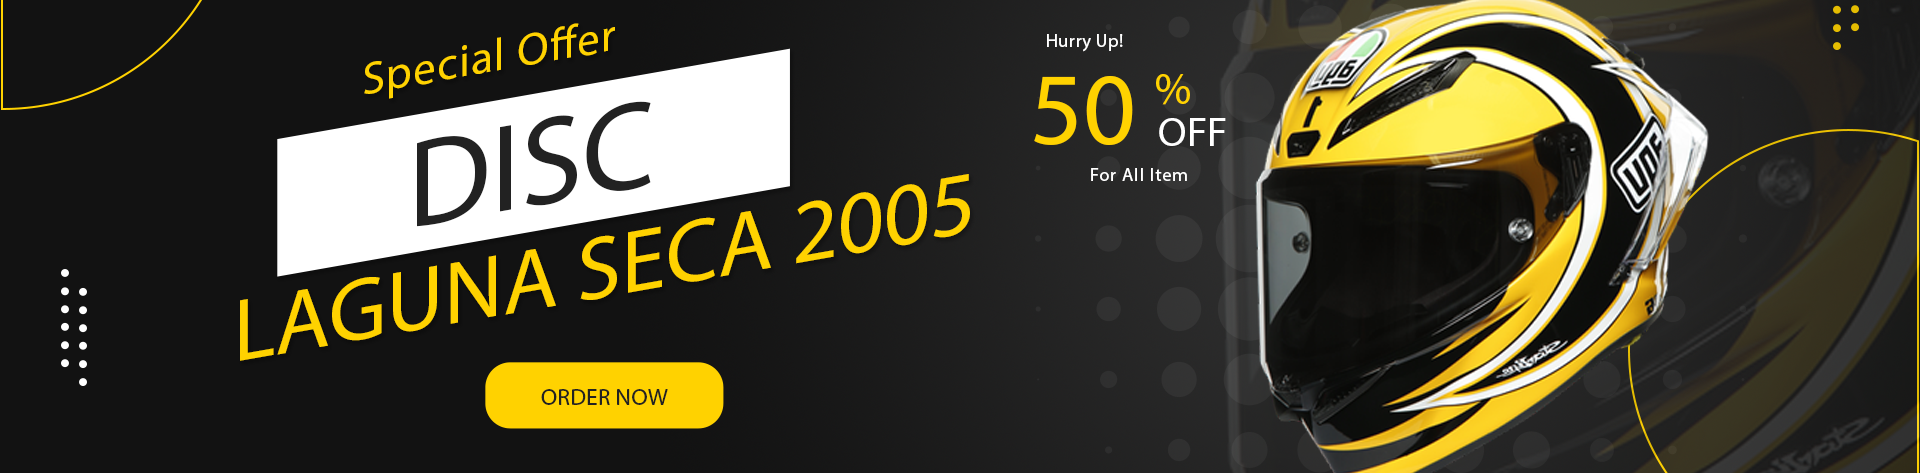 Special Offer
DISC
LAGUNA SECA 2005
ORDER NOW
Hurry Up!
50 %
OFF
For All Item